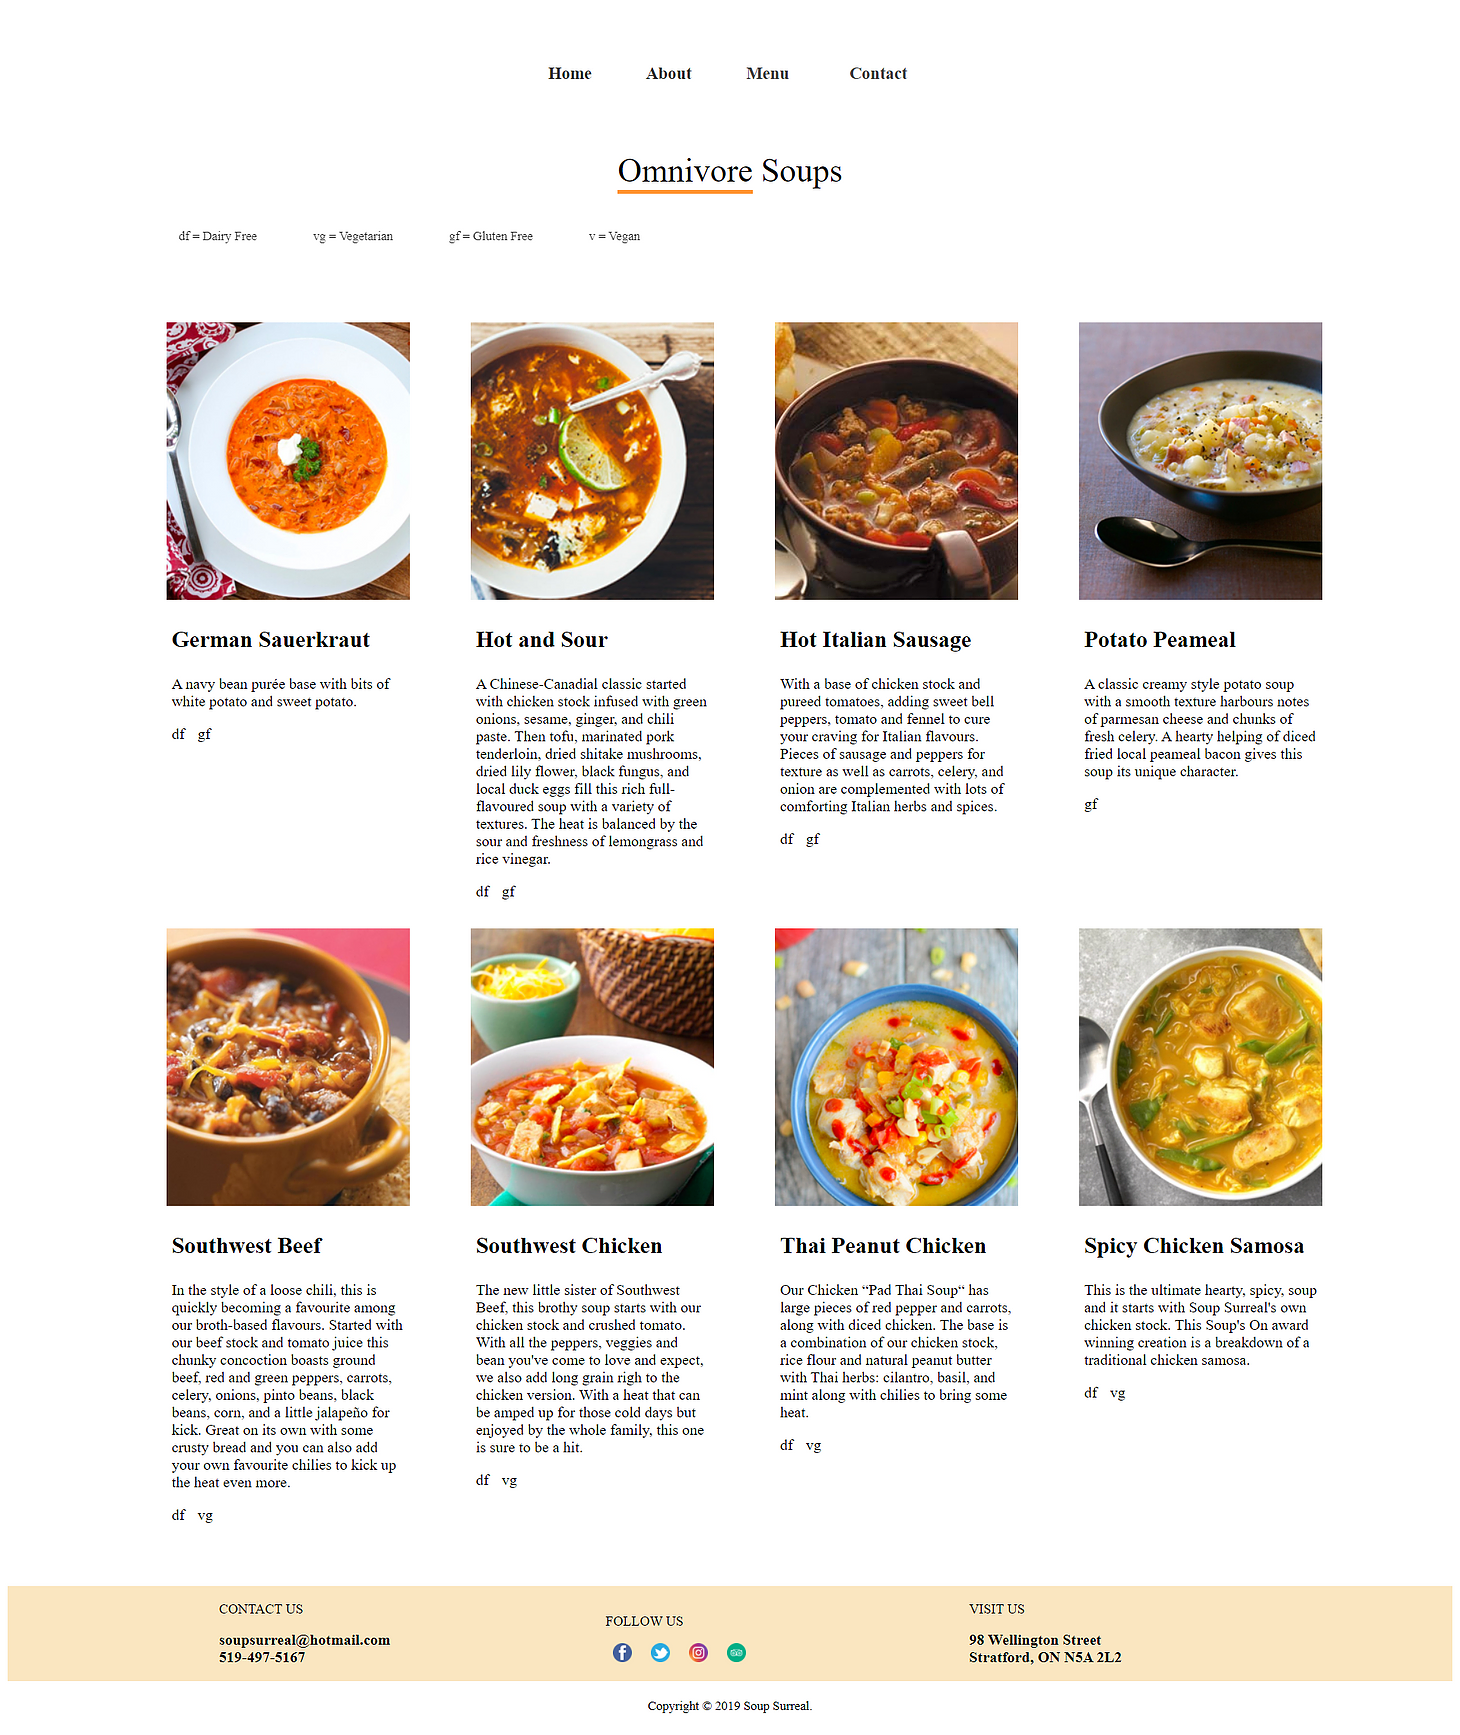 Home About Menu Contact
Omnivore Soups
df = Dairy Free vg = Vegetarian gf = Gluten Free v = Vegan
German Sauerkraut
A navy bean purée base with bits of
white potato and sweet potato.
df gf
Hot and Sour
A Chinese-Canadial classic started
with chicken stock infused with green
onions, sesame, ginger, and chili
paste. Then tofu, marinated pork
tenderloin, dried shitake mushrooms,
dried lily flower, black fungus, and
local duck eggs fill this rich full-
flavoured soup with a variety of
textures. The heat is balanced by the
sour and freshness of lemongrass and
rice vinegar.
df gf
Hot Italian Sausage
With a base of chicken stock and
pureed tomatoes, adding sweet bell
peppers, tomato and fennel to cure
your craving for Italian flavours.
Pieces of sausage and peppers for
texture as well as carrots, celery, and
onion are complemented with lots of
comforting Italian herbs and spices.
df gf
Potato Peameal
A classic creamy style potato soup
with a smooth texture harbours notes
of parmesan cheese and chunks of
fresh celery. A hearty helping of diced
fried local peameal bacon gives this
soup its unique character.
gf
Southwest Beef
In the style of a loose chili, this is
quickly becoming a favourite among
our broth-based flavours. Started with
our beef stock and tomato juice this
chunky concoction boasts ground
beef, red and green peppers, carrots,
celery, onions, pinto beans, black
beans, corn, and a little jalapeño for
kick. Great on its own with some
crusty bread and you can also add
your own favourite chilies to kick up
the heat even more.
df vg
Southwest Chicken
The new little sister of Southwest
Beef, this brothy soup starts with our
chicken stock and crushed tomato.
With all the peppers, veggies and
bean you've come to love and expect,
we also add long grain righ to the
chicken version. With a heat that can
be amped up for those cold days but
enjoyed by the whole family, this one
is sure to be a hit.
df vg
Thai Peanut Chicken
Our Chicken “Pad Thai Soup“ has
large pieces of red pepper and carrots,
along with diced chicken. The base is
a combination of our chicken stock,
rice flour and natural peanut butter
with Thai herbs: cilantro, basil, and
mint along with chilies to bring some
heat.
df vg
Spicy Chicken Samosa
This is the ultimate hearty, spicy, soup
and it starts with Soup Surreal's own
chicken stock. This Soup's On award
winning creation is a breakdown of a
traditional chicken samosa.
df vg
CONTACT US
soupsurreal@hotmail.com
519-497-5167
FOLLOW US
VISIT US
98 Wellington Street
Stratford, ON N5A 2L2
Copyright © 2019 Soup Surreal.